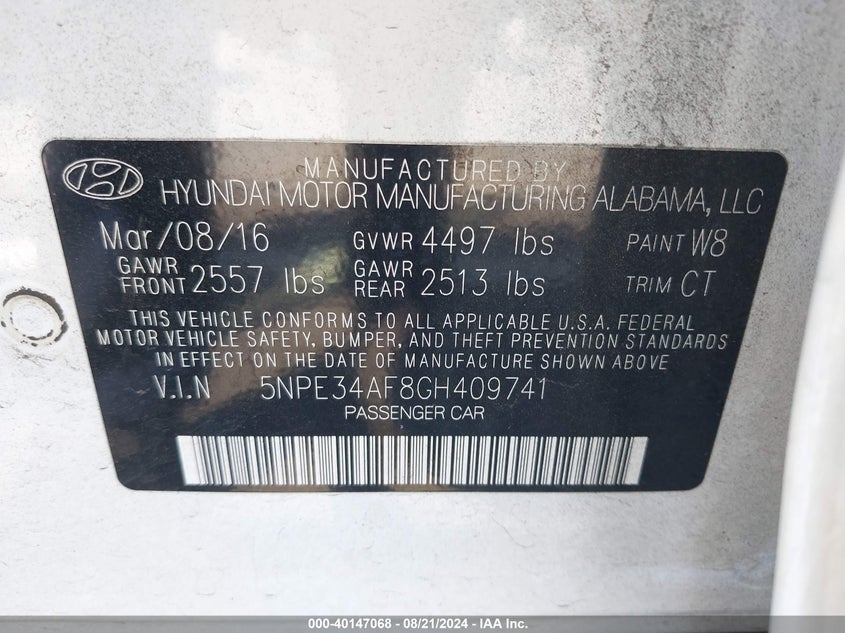 MANUFACTURED BY
HYUNDAI MOTOR MANUFACTURING ALABAMA, LLC
Mar/08/16 GVWR 4497 lbs PAINT W8
GAWR FRONT 2557 lbs GAWR REAR 2513 lbs TRIM CT
THIS VEHICLE CONFORMS TO ALL APPLICABLE U.S.A. FEDERAL
MOTOR VEHICLE SAFETY, BUMPER, AND THEFT PREVENTION STANDARDS
IN EFFECT ON THE DATE OF MANUFACTURE SHOWN ABOVE
V.I.N 5NPE34AF8GH409741
PASSENGER CAR
000-40147068 - 08/21/2024 - IAA Inc.